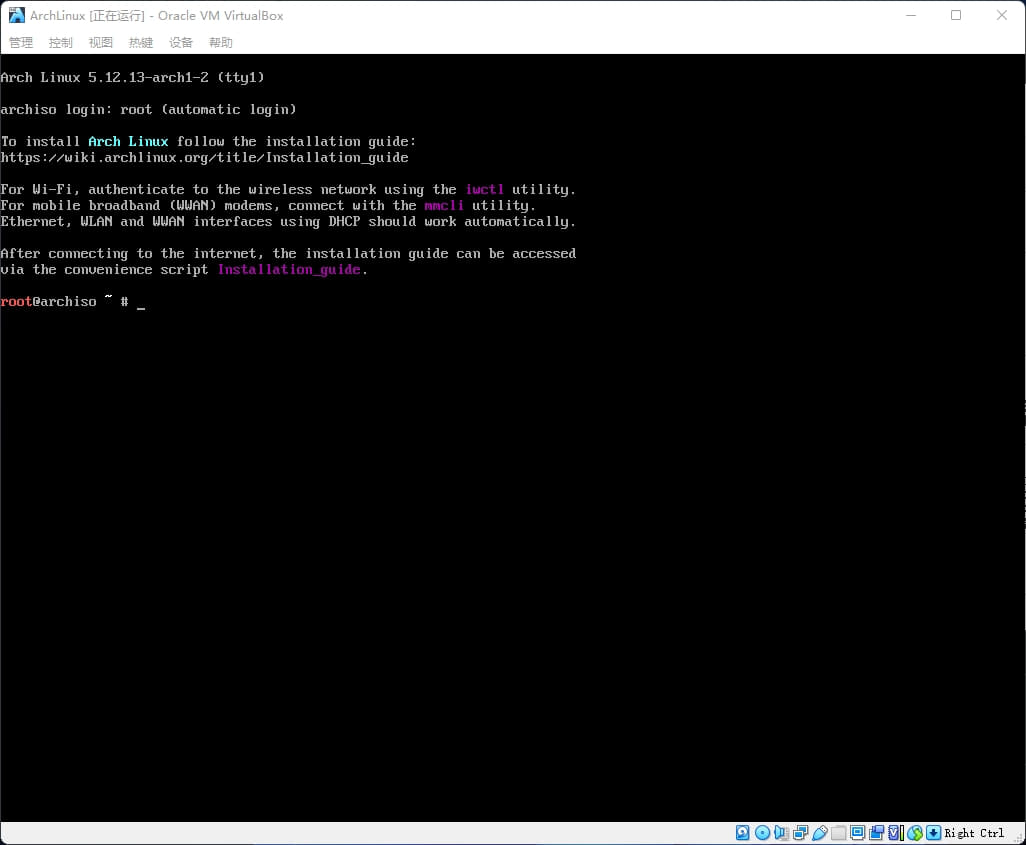 ArchLinux [正在运行] - Oracle VM VirtualBox
管理 控制 视图 热键 设备 帮助
Arch Linux 5.12.13-arch1-2 (tty1)
archiso login: root (automatic login)
To install Arch Linux follow the installation guide:
https://wiki.archlinux.org/title/Installation_guide
For Wi-Fi, authenticate to the wireless network using the iwctl utility.
For mobile broadband (WWAN) modems, connect with the mmcli utility.
Ethernet, WLAN and WWAN interfaces using DHCP should work automatically.
After connecting to the internet, the installation guide can be accessed
via the convenience script Installation_guide.
root@archiso ~ # _
Right Ctrl